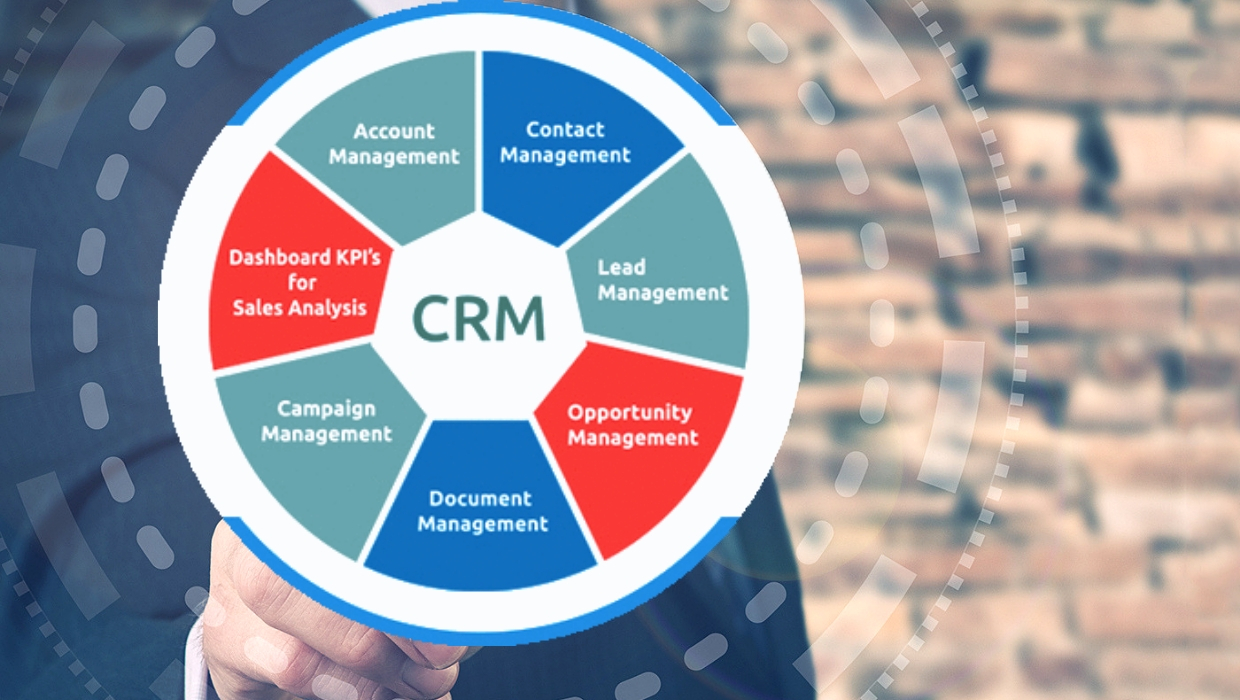 Account
Management
Contact
Management
Dashboard KPI's
for
Sales Analysis
Lead
Management
CRM
Campaign
Management
Opportunity
Management
Document
Management